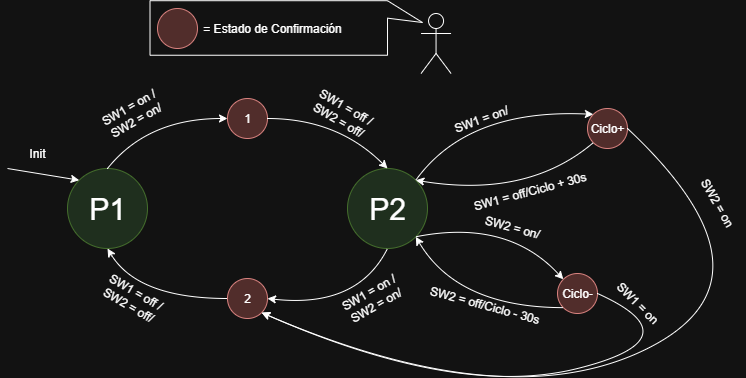 = Estado de Confirmación
SW1 = on /
SW2 = on/
1
SW1 = off /
SW2 = off/
SW1 = on/
Ciclo+
Init
P1
P2
SW1 = off/Ciclo + 30s
SW2 = on
SW2 = on/
SW1 = off /
SW2 = off/
2
SW1 = on /
SW2 = on/
SW2 = off/Ciclo - 30s
Ciclo-
SW1 = on